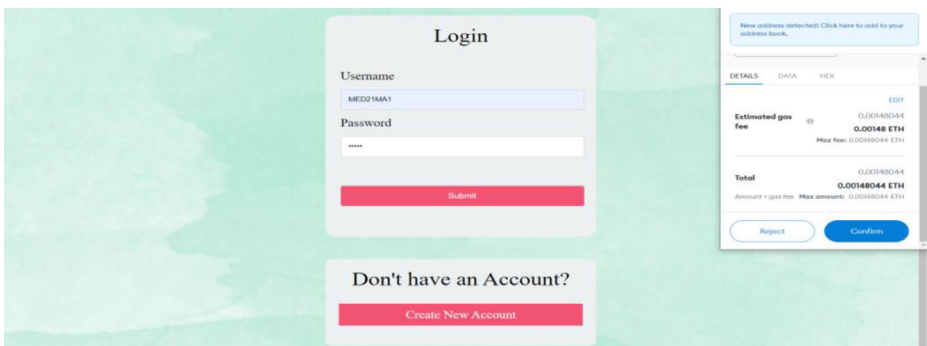 Login
Username
MED21MA1
Password
•••••
Submit
Don't have an Account?
Create New Account
New address detected! Click here to add to your
address book.
DETAILS DATA HEX
EDIT
Estimated gas
fee
0.00148044
0.00148 ETH
Max fee: 0.00148044 ETH
Total
0.00148044
0.00148044 ETH
Amount + gas fee Max amount: 0.00148044 ETH
Reject Confirm